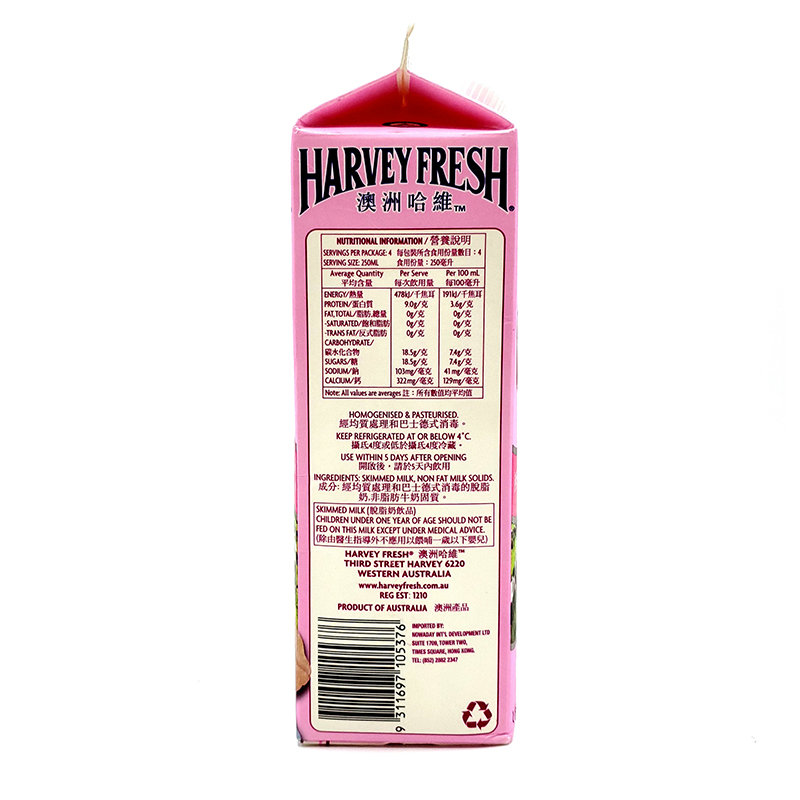 HARVEY FRESH®
澳洲哈維™
NUTRITIONAL INFORMATION / 營養說明
SERVINGS PER PACKAGE: 4 每包裝所含食用份量數目：4
SERVING SIZE: 250ML 食用份量：250毫升
Average Quantity Per Serve Per 100 mL
平均含量 每次飲用量 每100毫升
ENERGY/熱量 478kJ/千焦耳 191kJ/千焦耳
PROTEIN/蛋白質 9.0g/克 3.6g/克
FAT,TOTAL/脂肪,總量 0g/克 0g/克
-SATURATED/飽和脂肪 0g/克 0g/克
-TRANS FAT/反式脂肪 0g/克 0g/克
CARBOHYDRATE/
碳水化合物 18.5g/克 7.4g/克
SUGARS/糖 18.5g/克 7.4g/克
SODIUM/鈉 103mg/毫克 41mg/毫克
CALCIUM/鈣 322mg/毫克 129mg/毫克
Note: All values are averages 註：所有數值均平均值
HOMOGENISED & PASTEURISED.
經均質處理和巴士德式消毒。
KEEP REFRIGERATED AT OR BELOW 4°C.
攝氏4度或低於攝氏4度冷藏。
USE WITHIN 5 DAYS AFTER OPENING
開啟後，請於5天內飲用
INGREDIENTS: SKIMMED MILK, NON FAT MILK SOLIDS.
成分: 經均質處理和巴士德式消毒的脫脂
奶,非脂肪牛奶固質。
SKIMMED MILK (脫脂奶飲品)
CHILDREN UNDER ONE YEAR OF AGE SHOULD NOT BE
FED ON THIS MILK EXCEPT UNDER MEDICAL ADVICE.
(除由醫生指導外不應用以餵哺一歲以下嬰兒)
HARVEY FRESH® 澳洲哈維™
THIRD STREET HARVEY 6220
WESTERN AUSTRALIA
www.harveyfresh.com.au
REG EST: 1210
PRODUCT OF AUSTRALIA 澳洲產品
IMPORTED BY:
NOWADAY INT'L DEVELOPMENT LTD
SUITE 1709, TOWER TWO,
TIMES SQUARE, HONG KONG.
TEL: (852) 2882 2347
9 311697 105376